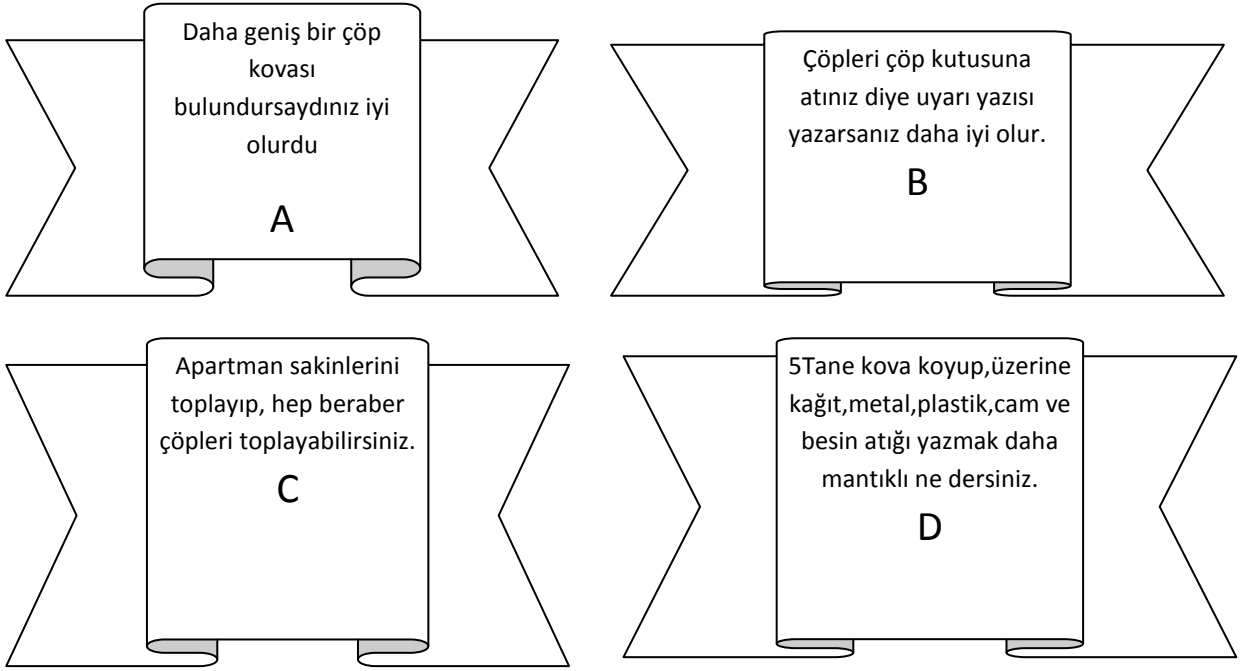 Daha geniş bir çöp
kovası
bulundursaydınız iyi
olurdu
A
Çöpleri çöp kutusuna
atınız diye uyarı yazısı
yazarsanız daha iyi olur.
B
Apartman sakinlerini
toplayıp, hep beraber
çöpleri toplayabilirsiniz.
C
5Tane kova koyup,üzerine
kağıt,metal,plastik,cam ve
besin atığı yazmak daha
mantıklı ne dersiniz.
D